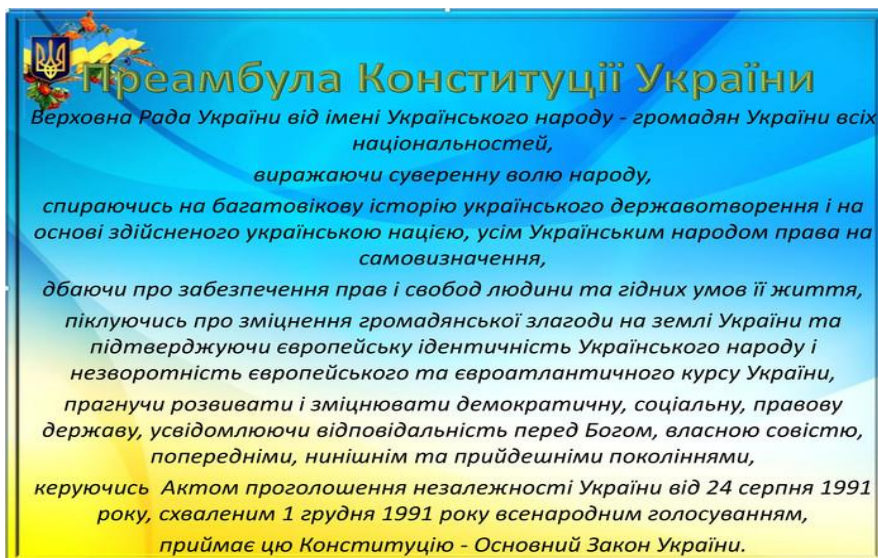 Преамбула Конституції України
Верховна Рада України від імені Українського народу - громадян України всіх
національностей,
виражаючи суверенну волю народу,
спираючись на багатовікову історію українського державотворення і на
основі здійсненого українською нацією, усім Українським народом права на
самовизначення,
дбаючи про забезпечення прав і свобод людини та гідних умов її життя,
піклуючись про зміцнення громадянської злагоди на землі України та
підтверджуючи європейську ідентичність Українського народу і
незворотність європейського та євроатлантичного курсу України,
прагнучи розвивати і зміцнювати демократичну, соціальну, правову
державу, усвідомлюючи відповідальність перед Богом, власною совістю,
попередніми, нинішнім та прийдешніми поколіннями,
керуючись Актом проголошення незалежності України від 24 серпня 1991
року, схваленим 1 грудня 1991 року всенародним голосуванням,
приймає цю Конституцію - Основний Закон України.